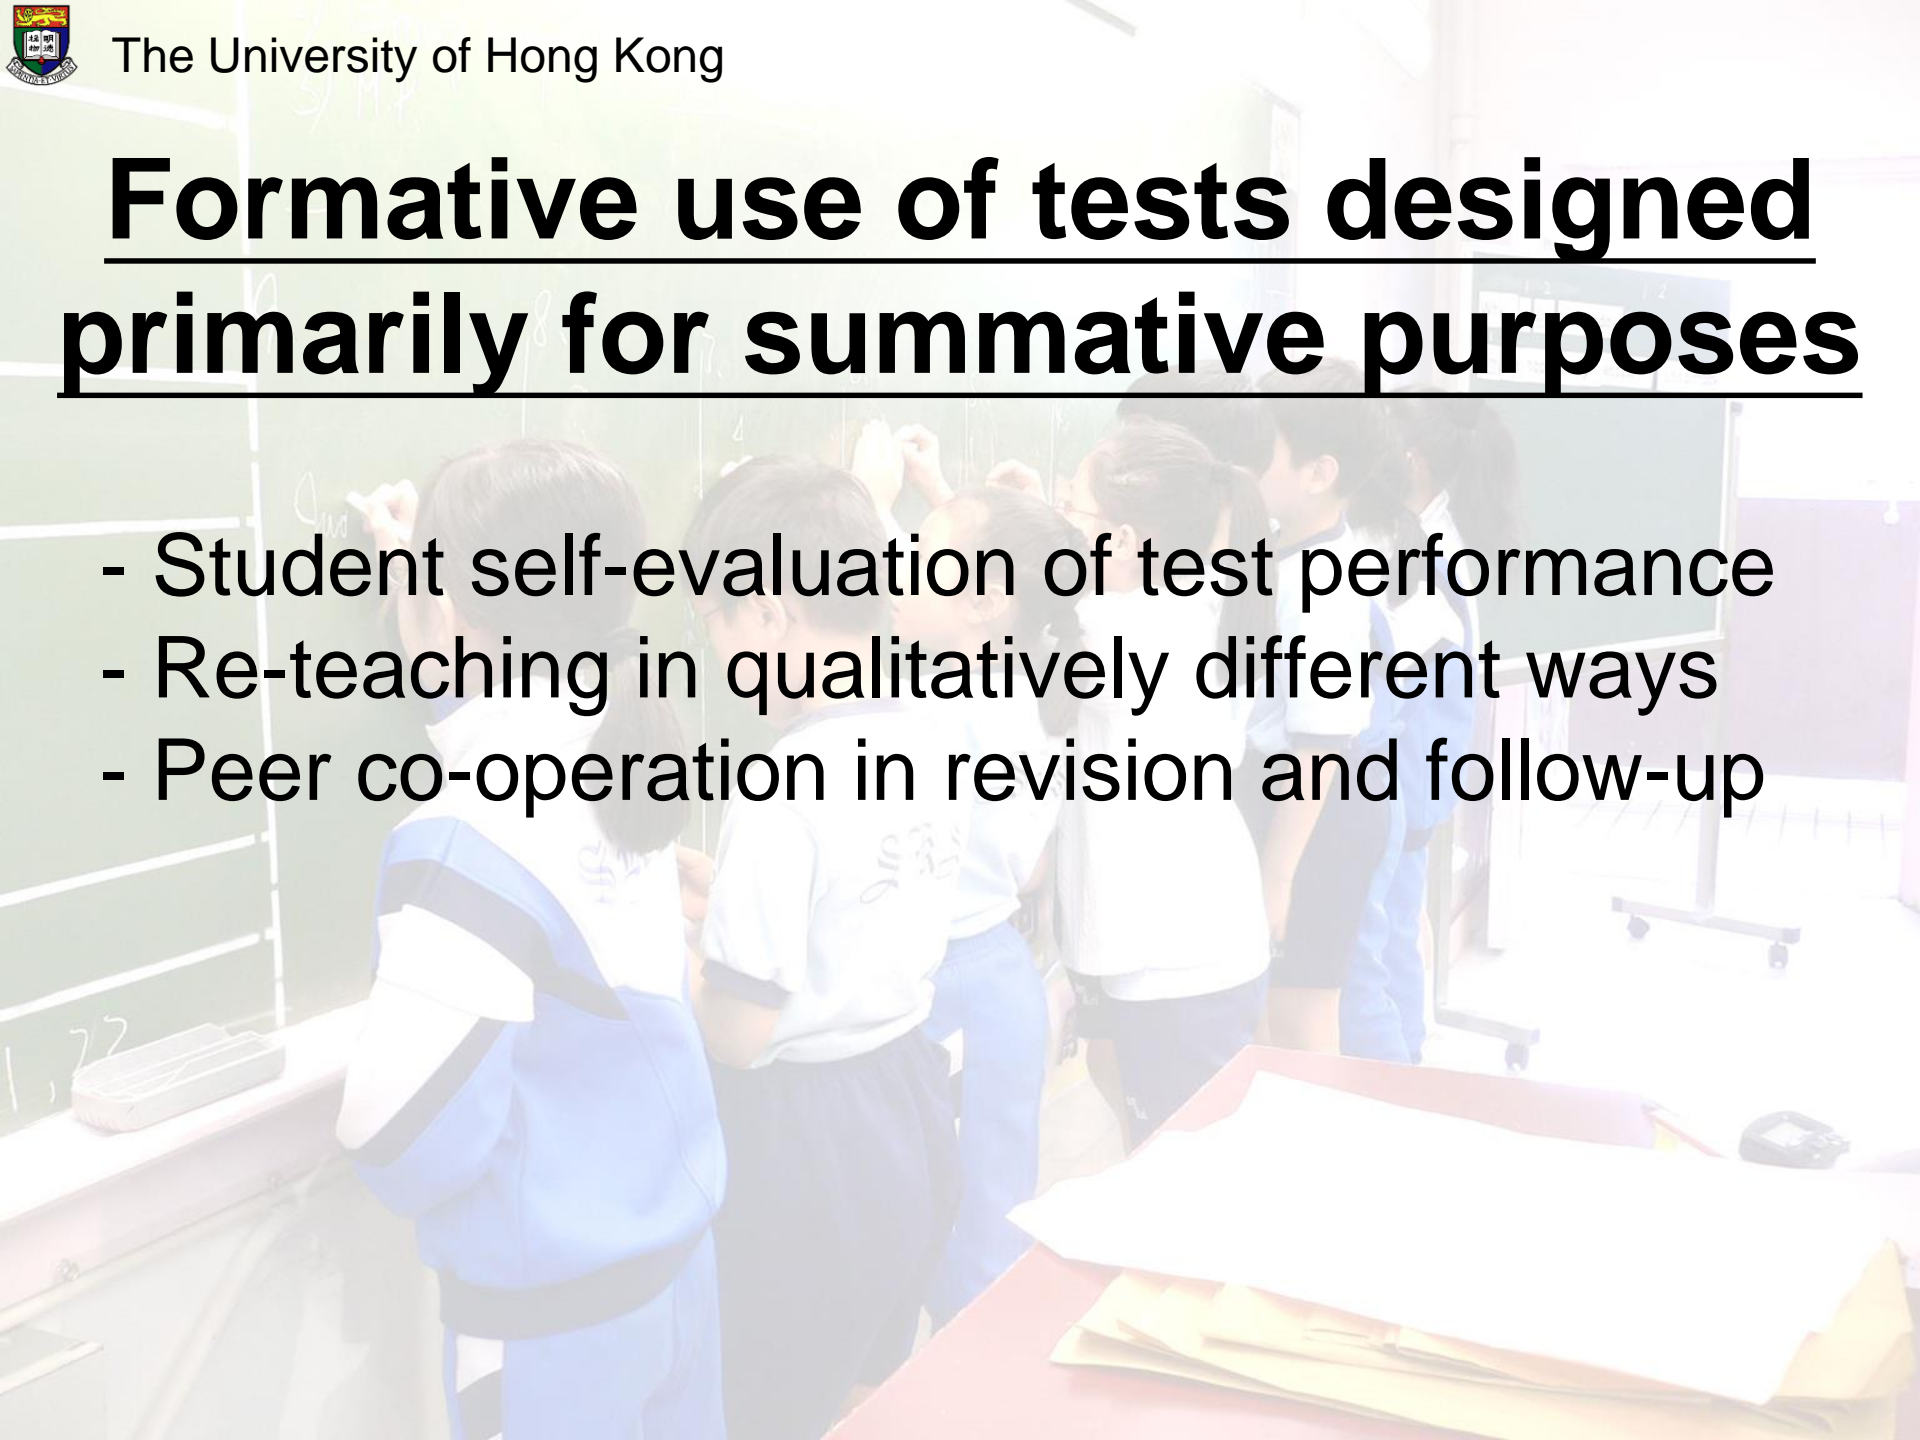 The University of Hong Kong
Formative use of tests designed
primarily for summative purposes
- Student self-evaluation of test performance
- Re-teaching in qualitatively different ways
- Peer co-operation in revision and follow-up